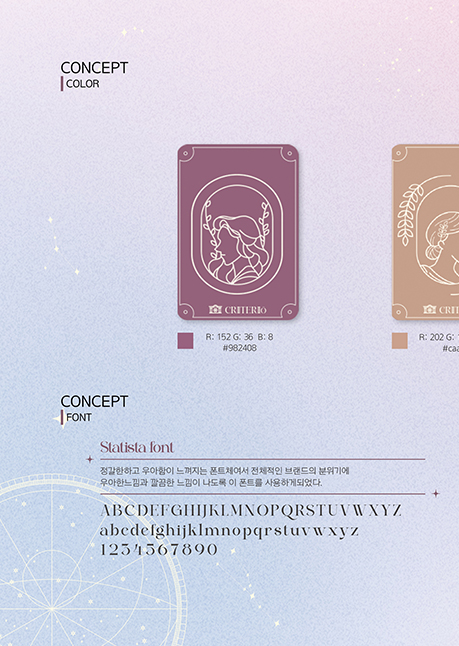 CONCEPT
COLOR
CRITERIO
R: 152 G: 36 B: 8
#982408
R: 202 G:
#caa
CONCEPT
FONT
Statista font
정갈한하고 우아함이 느껴지는 폰트체여서 전체적인 브랜드의 분위기에
우아한느낌과 깔끔한 느낌이 나도록 이 폰트를 사용하게되었다.
ABCDEFGHIJKLMNOPQRSTUVWXYZ
abcdefghijklmnopqrstuvwxyz
1234567890